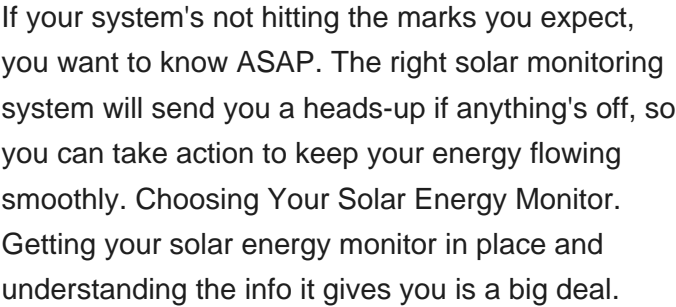 If your system's not hitting the marks you expect,
you want to know ASAP. The right solar monitoring
system will send you a heads-up if anything's off, so
you can take action to keep your energy flowing
smoothly. Choosing Your Solar Energy Monitor.
Getting your solar energy monitor in place and
understanding the info it gives you is a big deal.